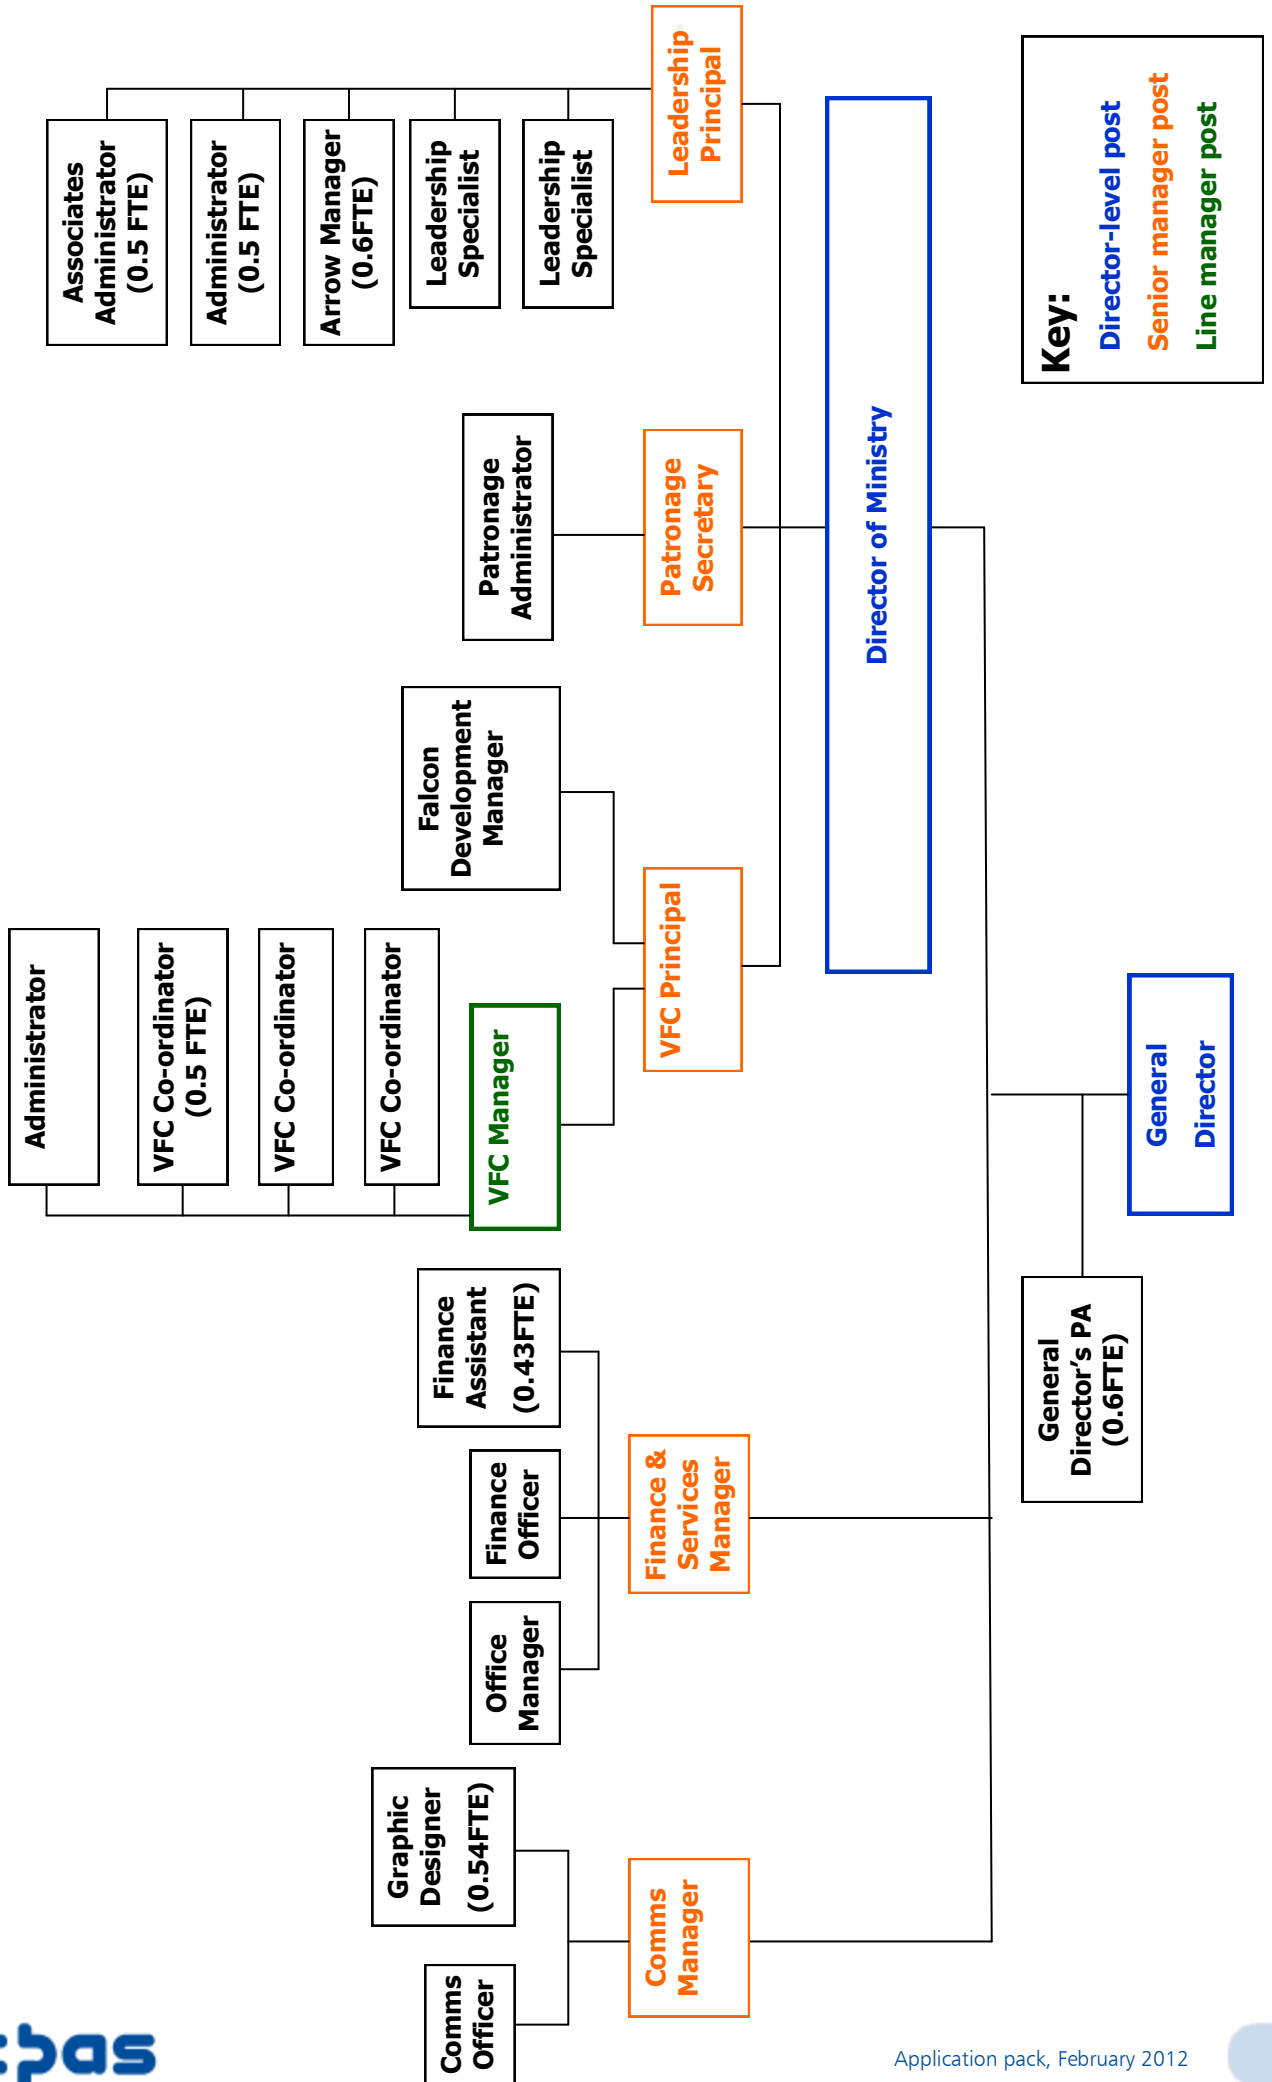 Associates
Administrator
(0.5 FTE)
Administrator
(0.5 FTE)
Arrow Manager
(0.6FTE)
Leadership
Specialist
Leadership
Specialist
Leadership
Principal
Patronage
Administrator
Patronage
Secretary
Falcon
Development
Manager
Administrator
VFC Co-ordinator
(0.5 FTE)
VFC Co-ordinator
VFC Co-ordinator
VFC Manager
VFC Principal
Director of Ministry
Key:
Director-level post
Senior manager post
Line manager post
General
Director
General
Director’s PA
(0.6FTE)
Finance
Assistant
(0.43FTE)
Finance
Officer
Office
Manager
Finance &
Services
Manager
Graphic
Designer
(0.54FTE)
Comms
Officer
Comms
Manager
cpas
Application pack, February 2012